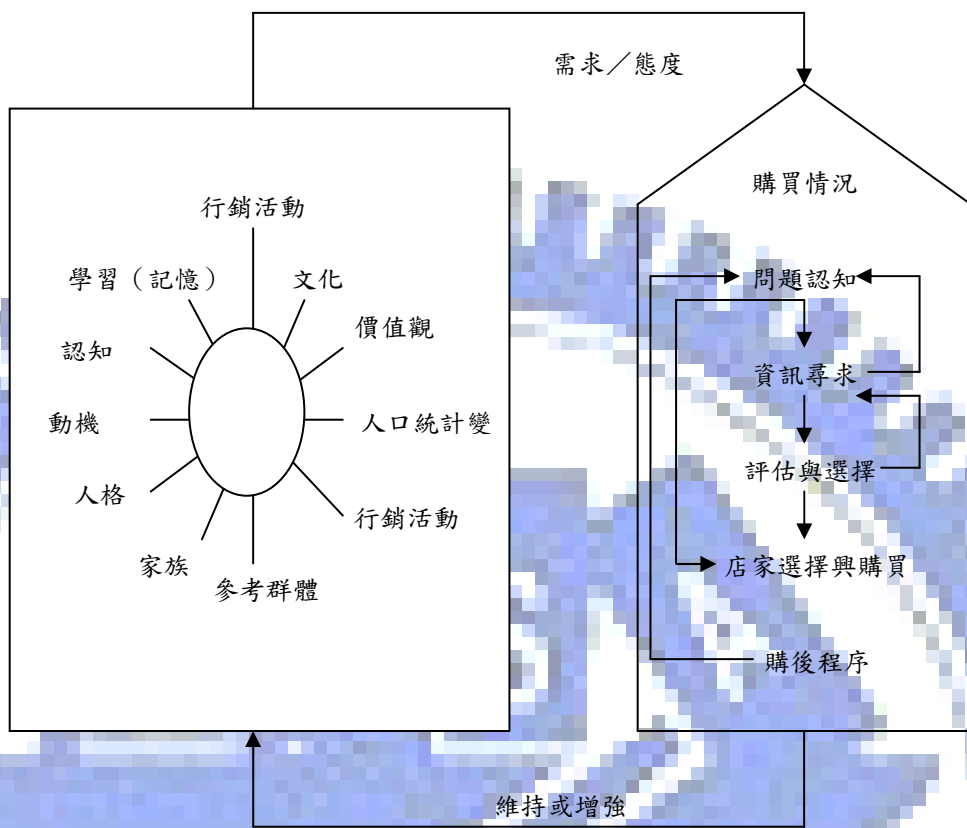 需求／態度
行銷活動
學習（記憶）
文化
認知
價值觀
動機
人口統計變
人格
行銷活動
家族
參考群體
購買情況
問題認知
資訊尋求
評估與選擇
店家選擇興購買
購後程序
維持或增強